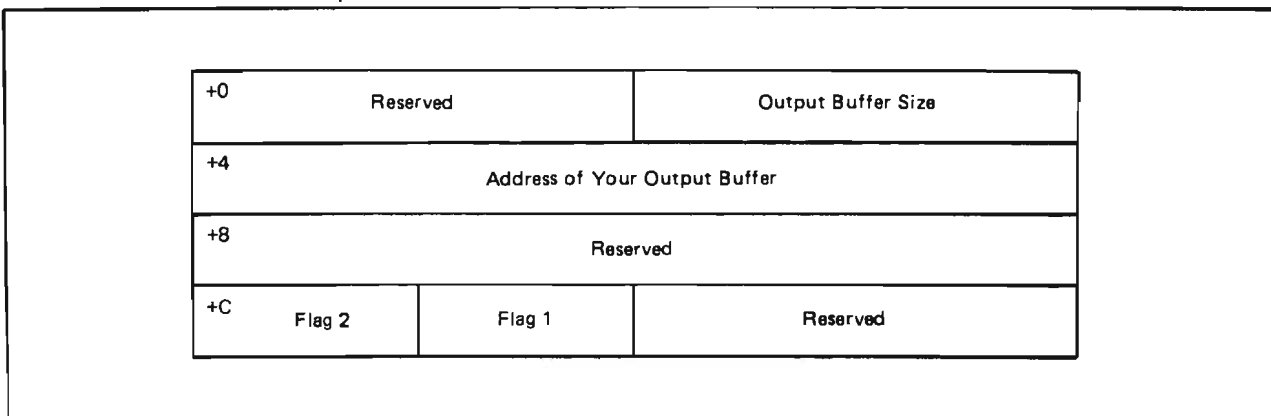 +0 Reserved Output Buffer Size
+4 Address of Your Output Buffer
+8 Reserved
+C Flag 2 Flag 1 Reserved